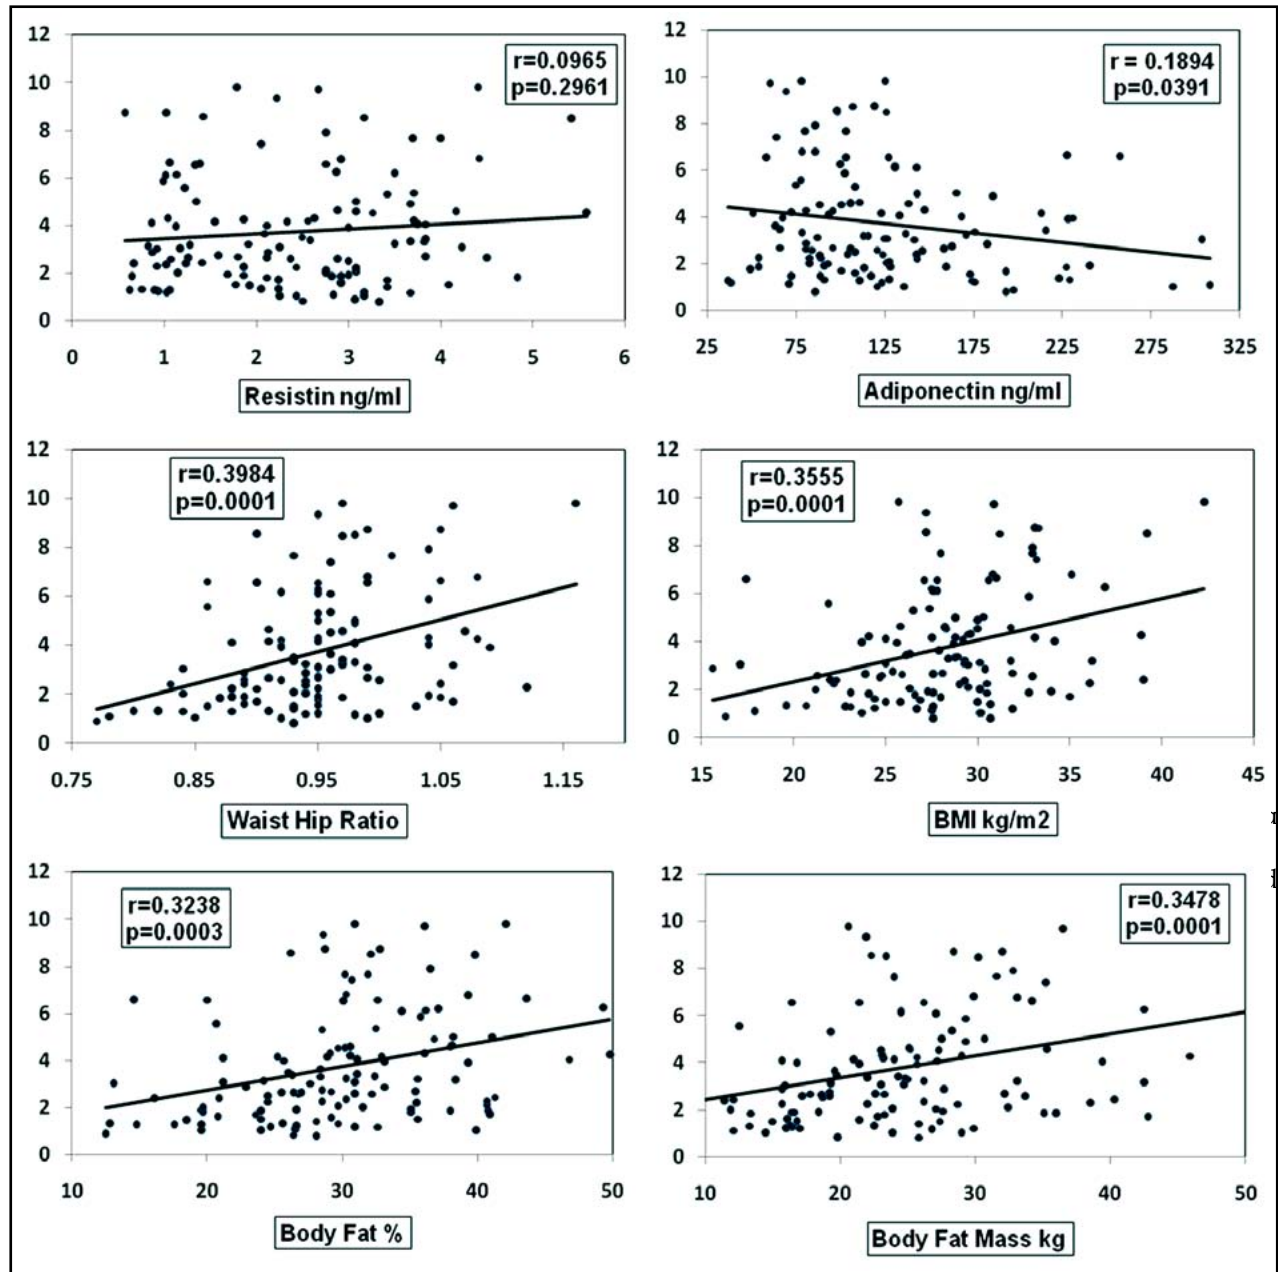 12
10
8
6
4
2
0
r=0.0965
p=0.2961
0 1 2 3 4 5 6
Resistin ng/ml
12
10
8
6
4
2
0
r = 0.1894
p=0.0391
25 75 125 175 225 275 325
Adiponectin ng/ml
12
10
8
6
4
2
0
r=0.3984
p=0.0001
0.75 0.85 0.95 1.05 1.15
Waist Hip Ratio
12
10
8
6
4
2
0
r=0.3555
p=0.0001
15 20 25 30 35 40 45
BMI kg/m2
12
10
8
6
4
2
0
r=0.3238
p=0.0003
10 20 30 40 50
Body Fat %
12
10
8
6
4
2
0
r=0.3478
p=0.0001
10 20 30 40 50
Body Fat Mass kg